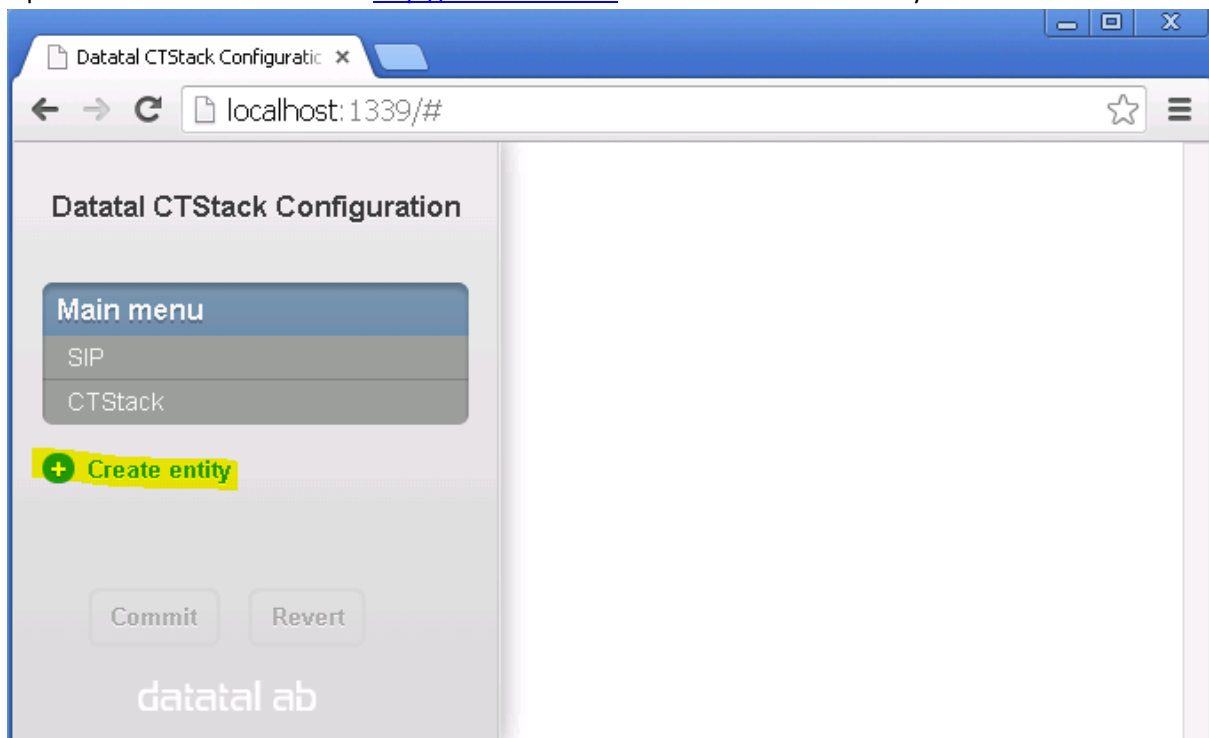 Datatal CTStack Configuratic
localhost:1339/#
Datatal CTStack Configuration
Main menu
SIP
CTStack
Create entity
Commit Revert
datatal ab